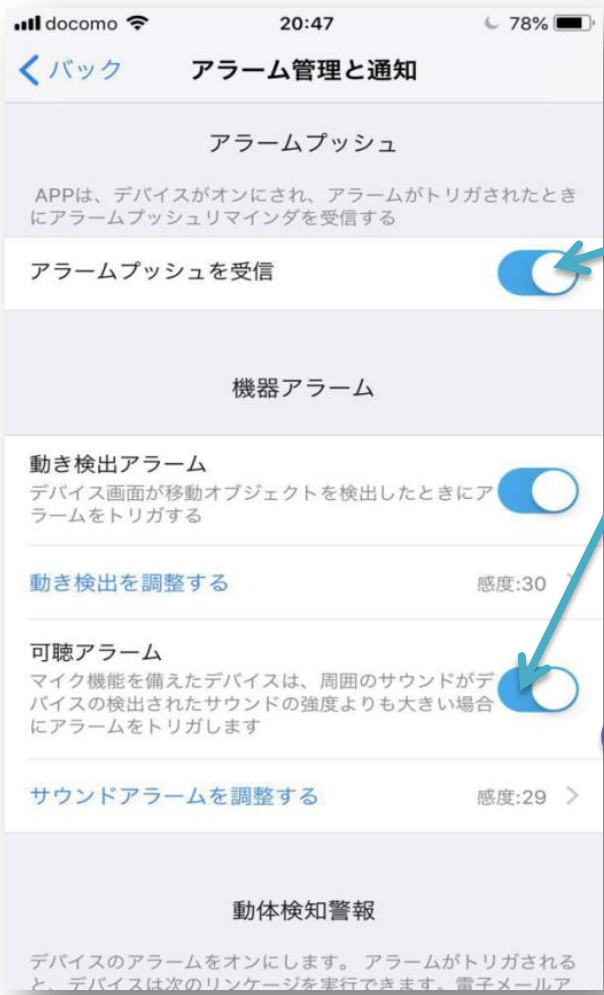 docomo 20:47 78%
バック アラーム管理と通知
アラームプッシュ
APPは、デバイスがオンにされ、アラームがトリガされたとき
にアラームプッシュリマインダを受信する
アラームプッシュを受信
機器アラーム
動き検出アラーム
デバイス画面が移動オブジェクトを検出したときにア
ラームをトリガする
動き検出を調整する 感度:30
可聴アラーム
マイク機能を備えたデバイスは、周囲のサウンドがデ
バイスの検出されたサウンドの強度よりも大きい場合
にアラームをトリガします
サウンドアラームを調整する 感度:29
動体検知警報
デバイスのアラームをオンにします。 アラームがトリガされる
と、デバイスは次のリンケージを実行できます。電子メールア